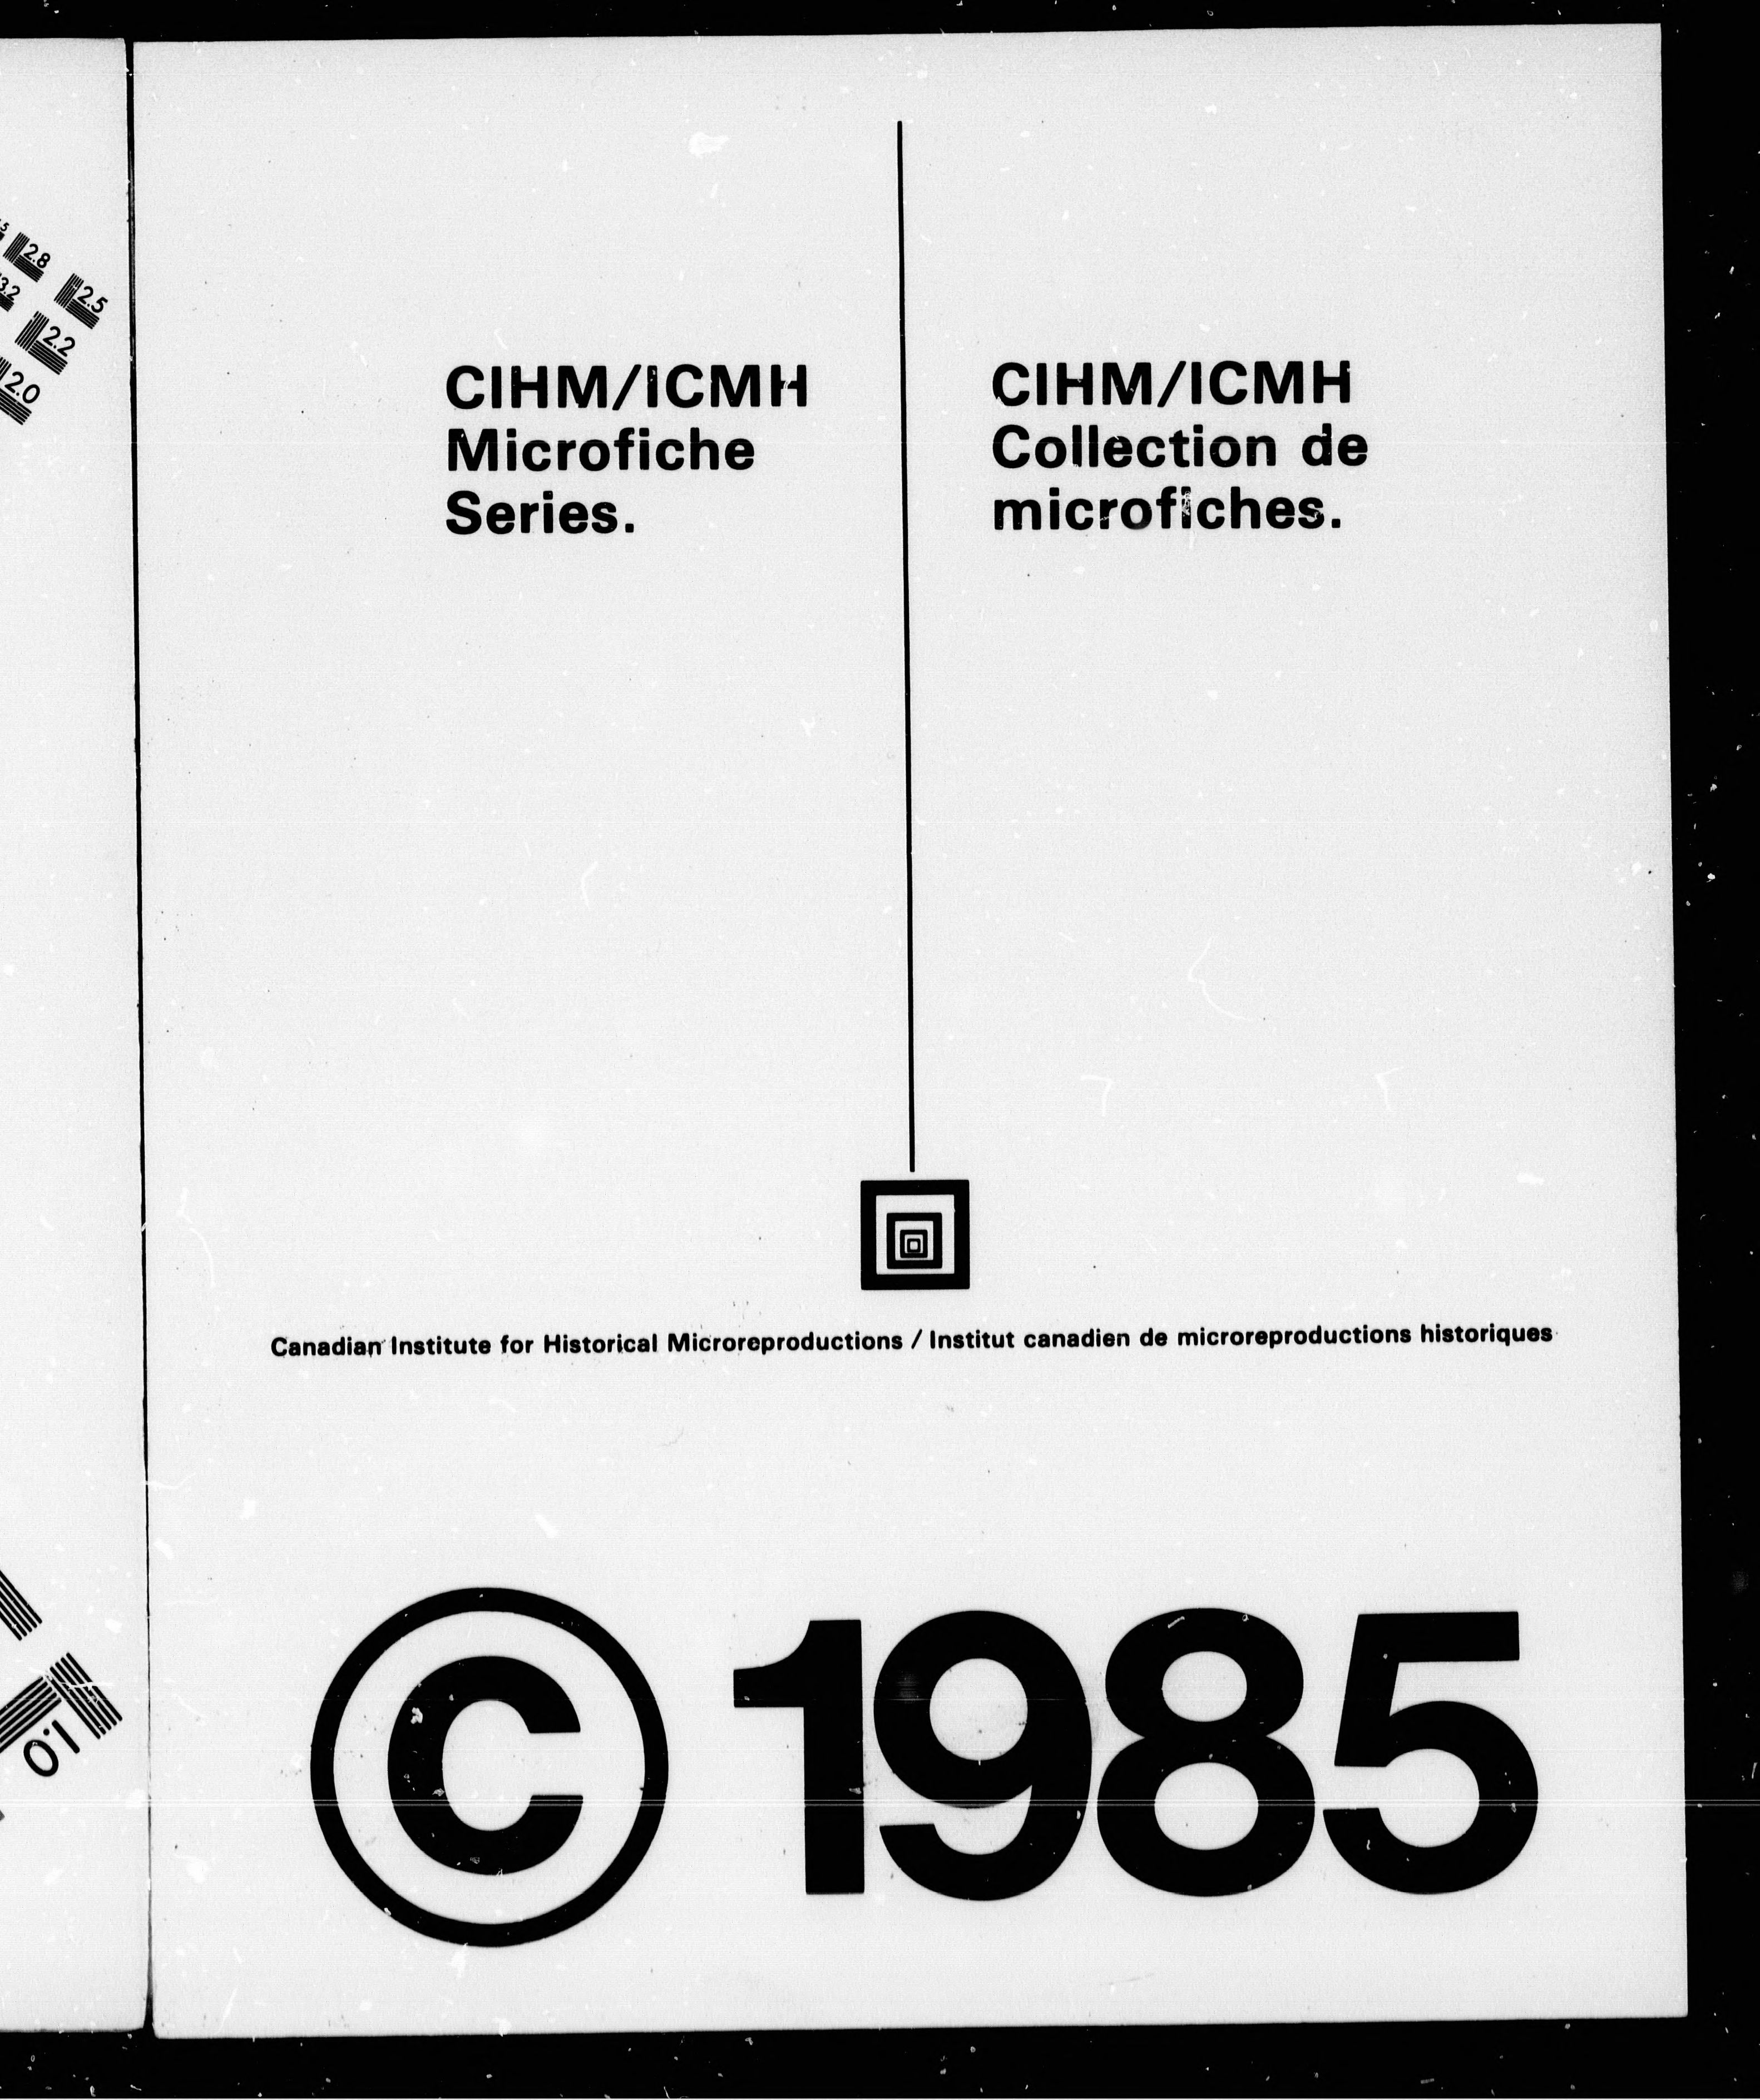 2.8
2.5
3.2
2.2
2.0
CIHM/ICMH
Microfiche
Series.
CIHM/ICMH
Collection de
microfiches.
Canadian Institute for Historical Microreproductions / Institut canadien de microreproductions historiques
1.0
© 1985